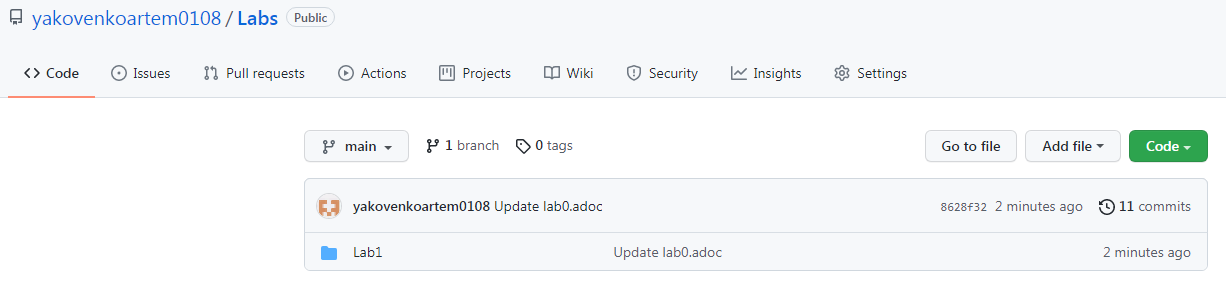 yakovenkoartem0108 / Labs Public
Code Issues Pull requests Actions Projects Wiki Security Insights Settings
main 1 branch 0 tags Go to file Add file Code
yakovenkoartem0108 Update lab0.adoc 8628f32 2 minutes ago 11 commits
Lab1 Update lab0.adoc 2 minutes ago